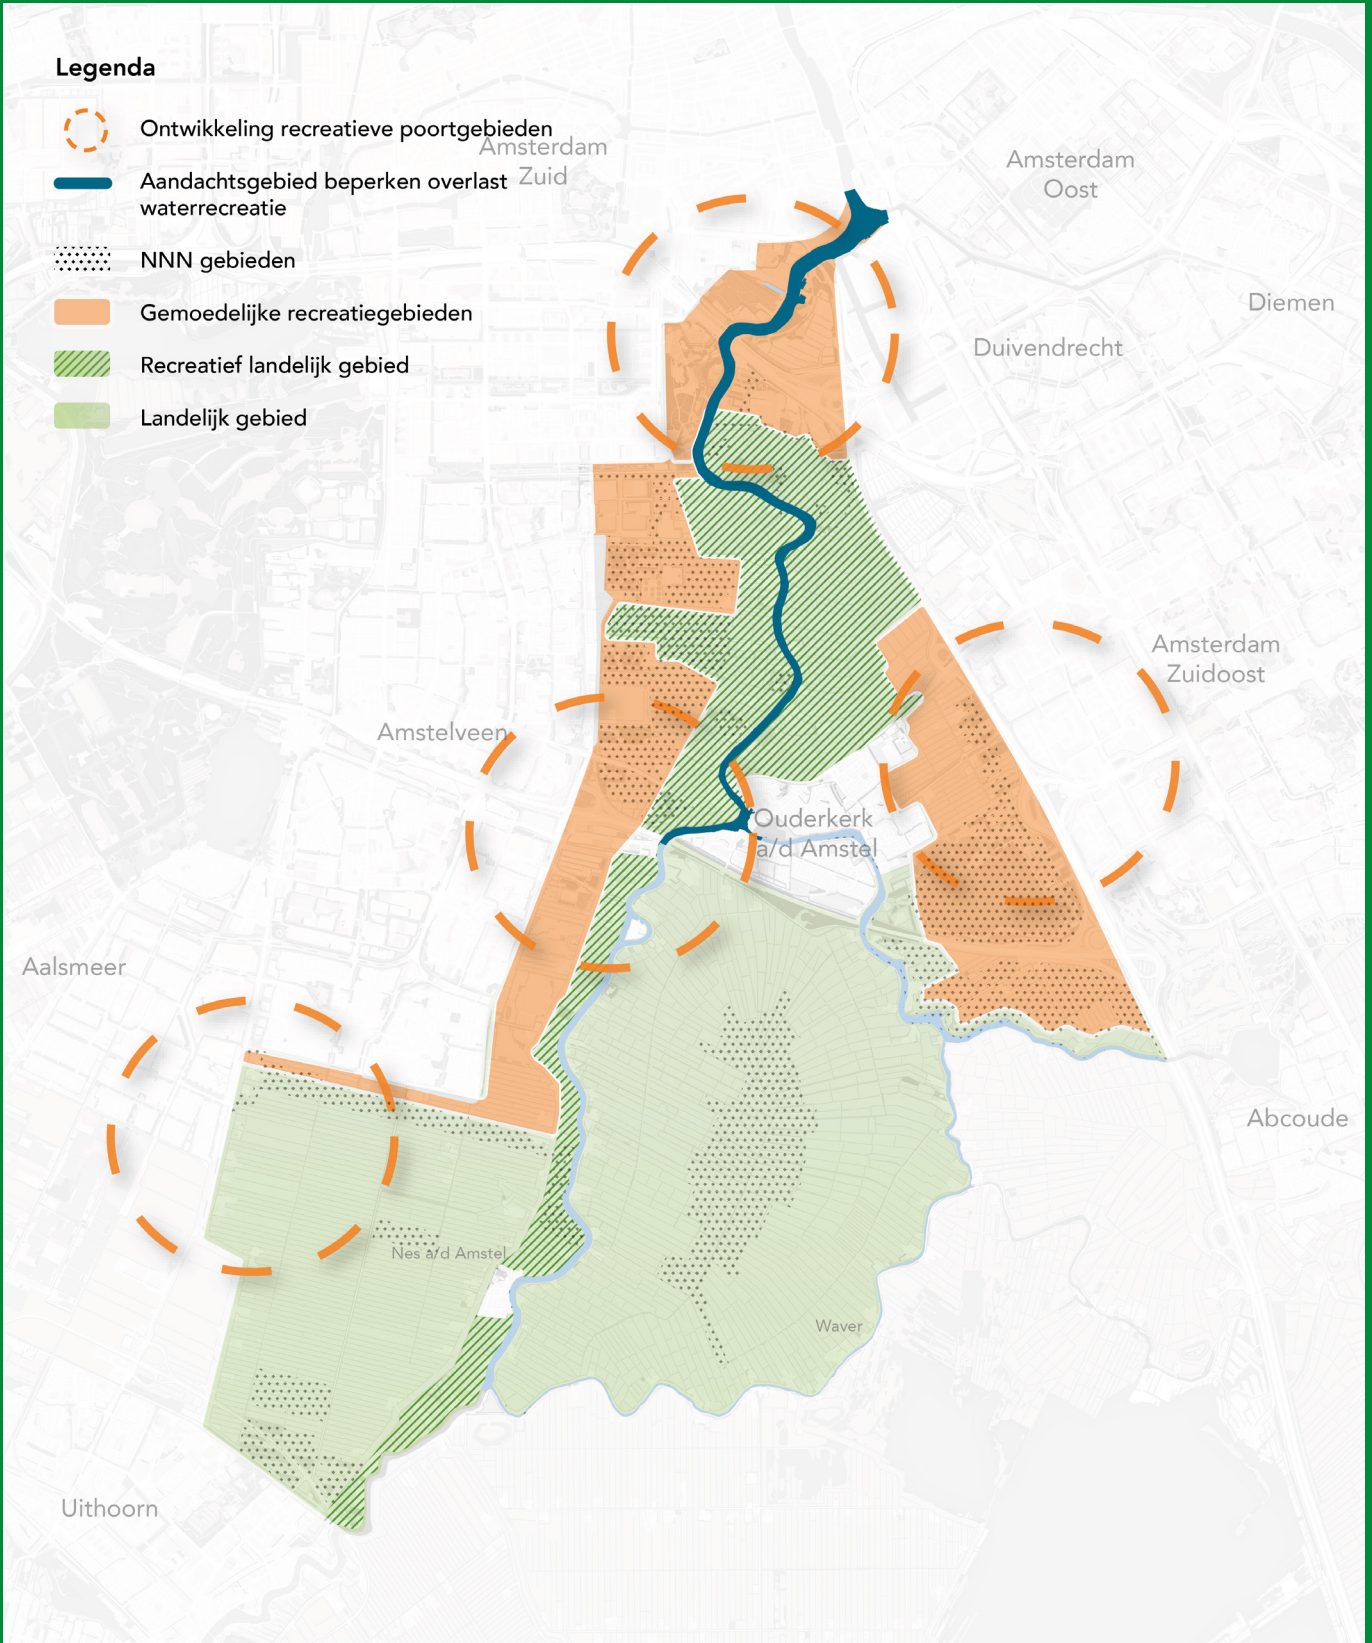 Legenda
Ontwikkeling recreatieve poortgebieden
Aandachtsgebied beperken overlast
waterrecreatie
NNN gebieden
Gemoedelijke recreatiegebieden
Recreatief landelijk gebied
Landelijk gebied
Amsterdam
Zuid
Amsterdam
Oost
Diemen
Duivendrecht
Amsterdam
Zuidoost
Amstelveen
Ouderkerk
a/d Amstel
Aalsmeer
Abcoude
Nes a/d Amstel
Waver
Uithoorn